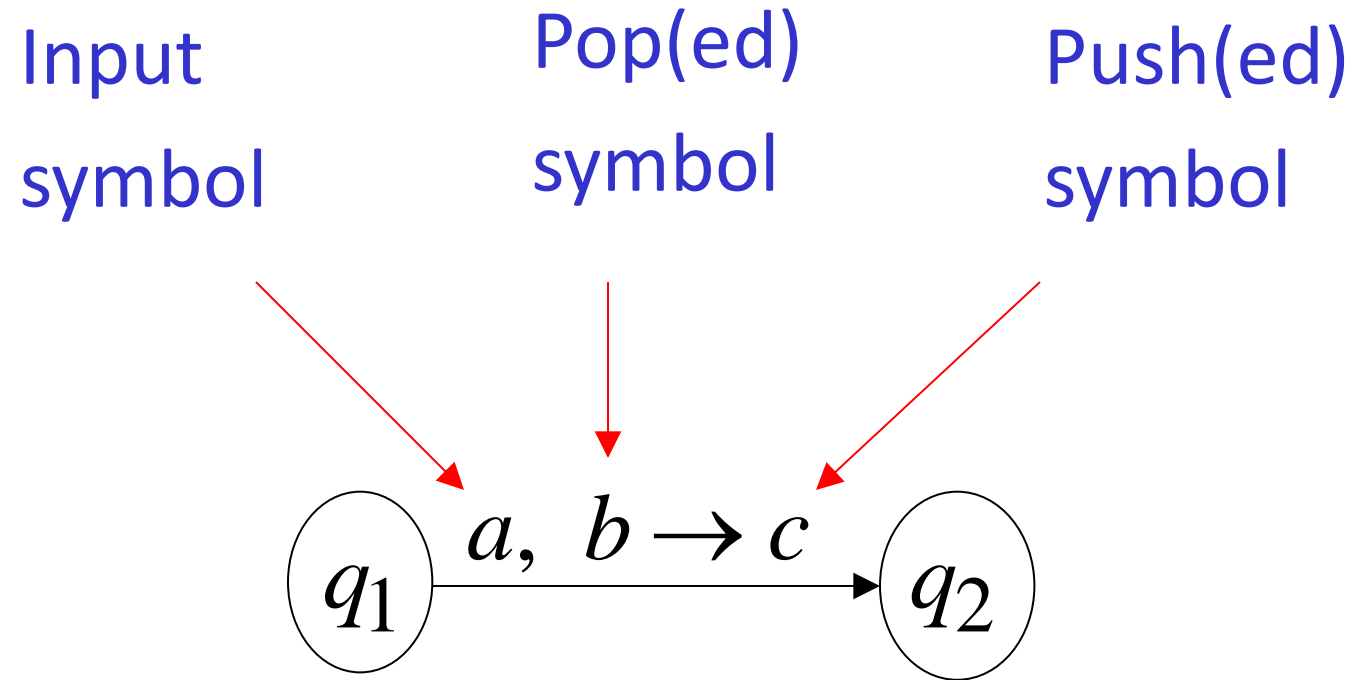 Input
symbol
Pop(ed)
symbol
Push(ed)
symbol
a, b → c
q₁
q₂